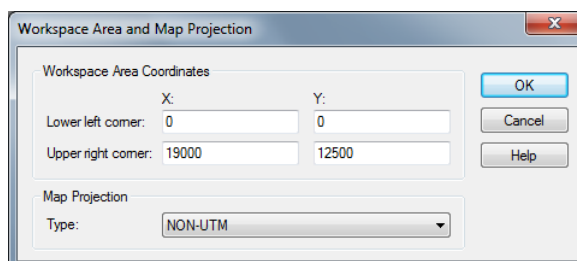 Workspace Area and Map Projection
Workspace Area Coordinates
X: Y:
Lower left corner: 0 0
Upper right corner: 19000 12500
Map Projection
Type: NON-UTM
OK
Cancel
Help